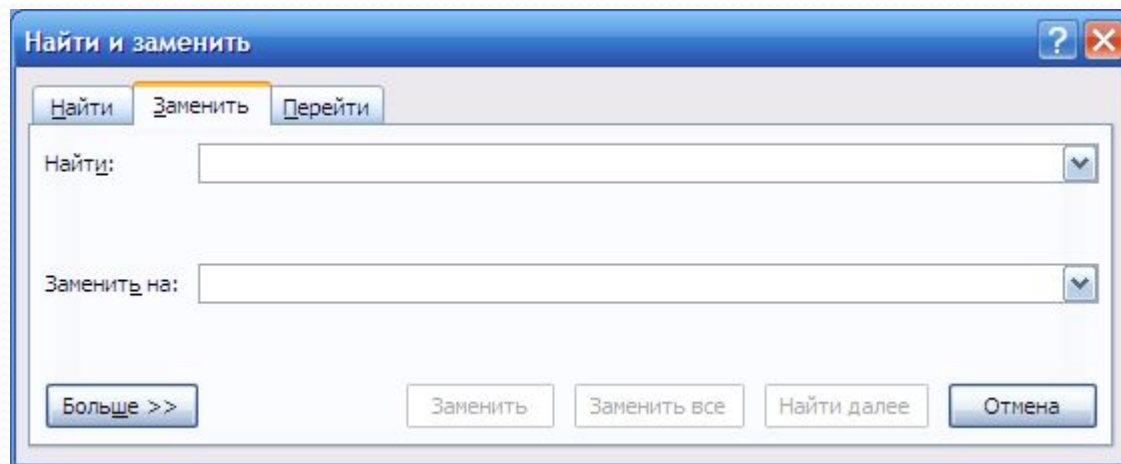 Найти и заменить
Найти Заменить Перейти
Найти:
Заменить на:
Больше >> Заменить Заменить все Найти далее Отмена